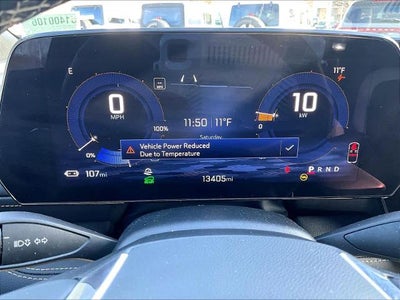 E
11°F
0
MPH
100%
0%
11:50 | 11°F
Saturday
10
kW
0
Vehicle Power Reduced
Due to Temperature
107mi
13405mi
P R N D